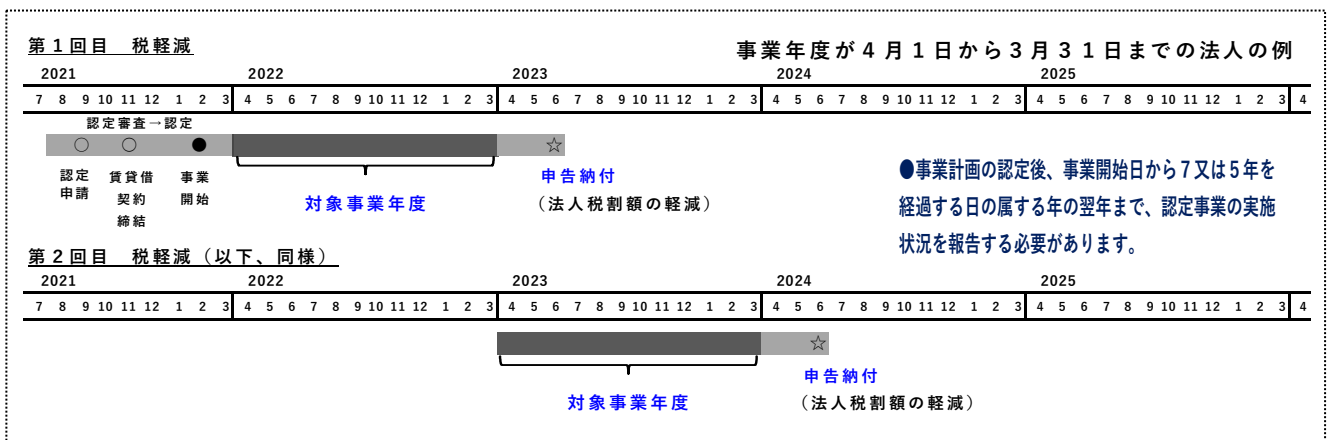 第１回目　税軽減
事業年度が４月１日から３月３１日までの法人の例
2021 2022 2023 2024 2025
7 8 9 10 11 12 1 2 3 4 5 6 7 8 9 10 11 12 1 2 3 4 5 6 7 8 9 10 11 12 1 2 3 4 5 6 7 8 9 10 11 12 1 2 3 4 5 6 7 8 9 10 11 12 1 2 3 4
認定審査→認定
○ ○ ● ☆
認定
申請
賃貸借
契約
締結
事業
開始
対象事業年度
申告納付
（法人税割額の軽減）
●事業計画の認定後、事業開始日から７又は５年を
経過する日の属する年の翌年まで、認定事業の実施
状況を報告する必要があります。
第２回目　税軽減（以下、同様）
2021 2022 2023 2024 2025
7 8 9 10 11 12 1 2 3 4 5 6 7 8 9 10 11 12 1 2 3 4 5 6 7 8 9 10 11 12 1 2 3 4 5 6 7 8 9 10 11 12 1 2 3 4 5 6 7 8 9 10 11 12 1 2 3 4
☆
対象事業年度
申告納付
（法人税割額の軽減）